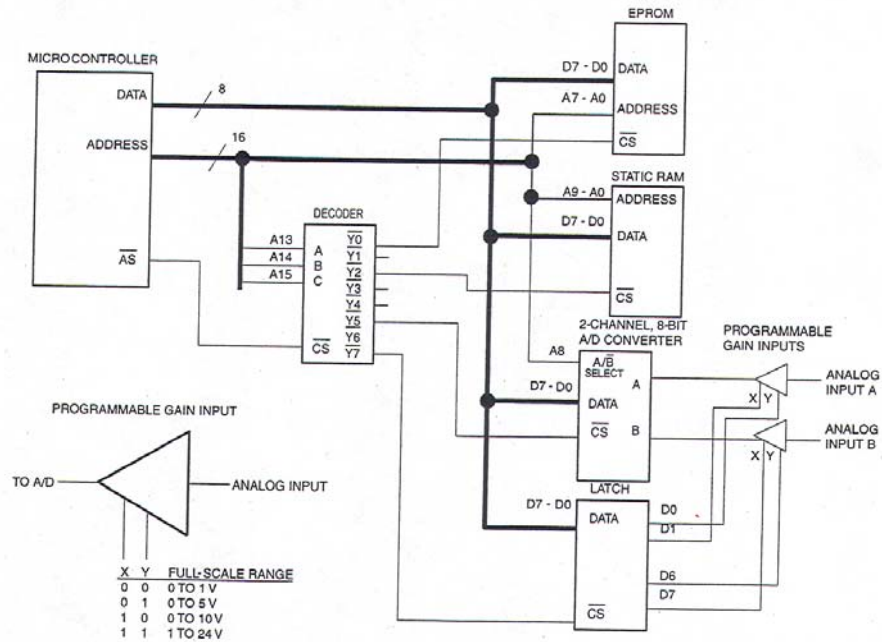 EPROM
D7 - D0 DATA
A7 - A0 ADDRESS
CS
MICROCONTROLLER
DATA 8
ADDRESS 16
AS
DECODER
A13 A
A14 B
A15 C
CS
Y0
Y1
Y2
Y3
Y4
Y5
Y6
Y7
STATIC RAM
A9 - A0 ADDRESS
D7 - D0 DATA
CS
2-CHANNEL, 8-BIT
A/D CONVERTER
A8 A/B
SELECT
A
D7 - D0
DATA
CS
B
PROGRAMMABLE
GAIN INPUTS
X Y
ANALOG
INPUT A
X Y
ANALOG
INPUT B
LATCH
D7 - D0 DATA
D0
D1
D6
D7
CS
PROGRAMMABLE GAIN INPUT
TO A/D
ANALOG INPUT
X Y FULL-SCALE RANGE
0 0 0 TO 1 V
0 1 0 TO 5 V
1 0 0 TO 10 V
1 1 1 TO 24 V